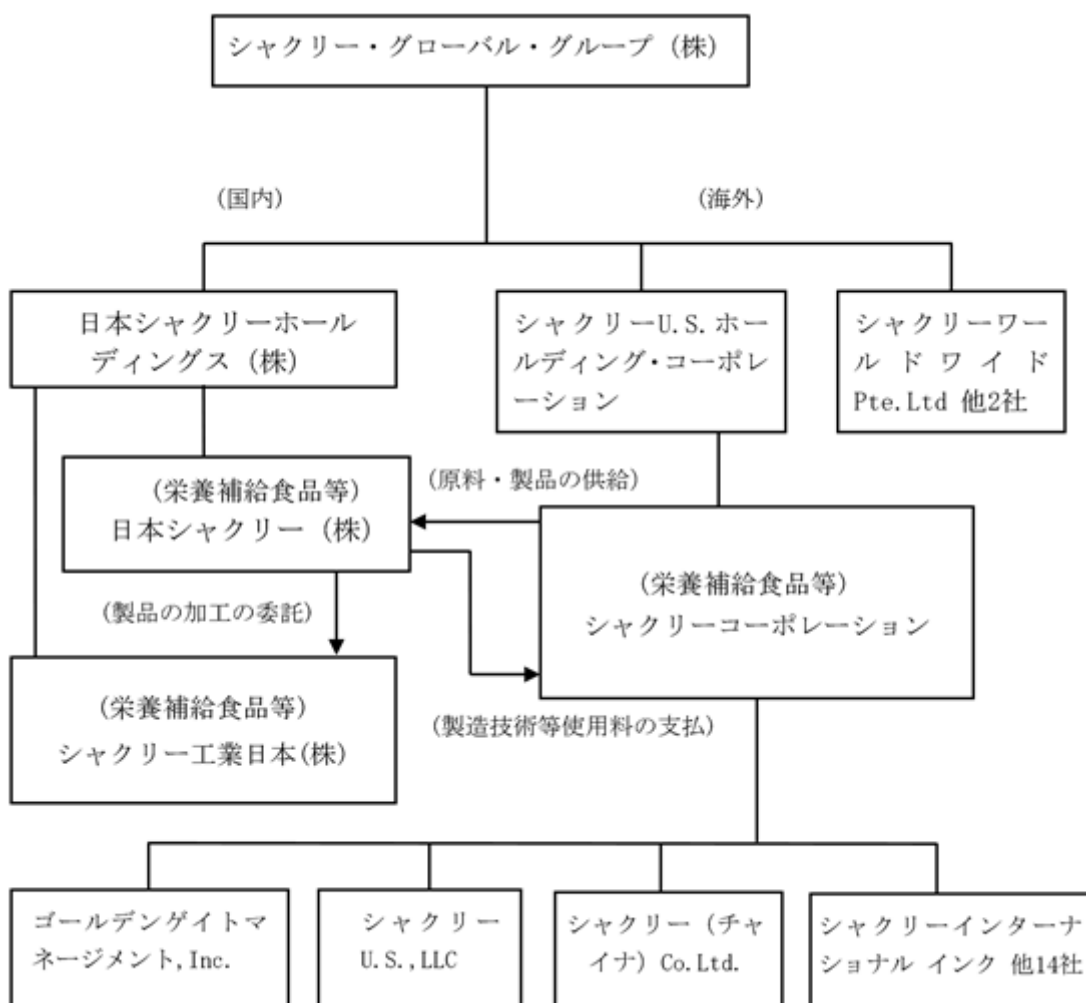 シャクリー・グローバル・グループ（株）
（国内）
（海外）
日本シャクリーホール
ディングス（株）
シャクリーU.S.ホー
ルディング・コーポレ
ーション
シャクリーワー
ルドワイド
Pte.Ltd 他2社
（原料・製品の供給）
（栄養補給食品等）
日本シャクリー（株）
（栄養補給食品等）
シャクリーコーポレーション
（製品の加工の委託）
（栄養補給食品等）
シャクリー工業日本(株)
（製造技術等使用料の支払）
ゴールデンゲイトマ
ネージメント,Inc.
シャクリー
U.S.,LLC
シャクリー（チャ
イナ）Co.Ltd.
シャクリーインターナ
ショナル インク 他14社